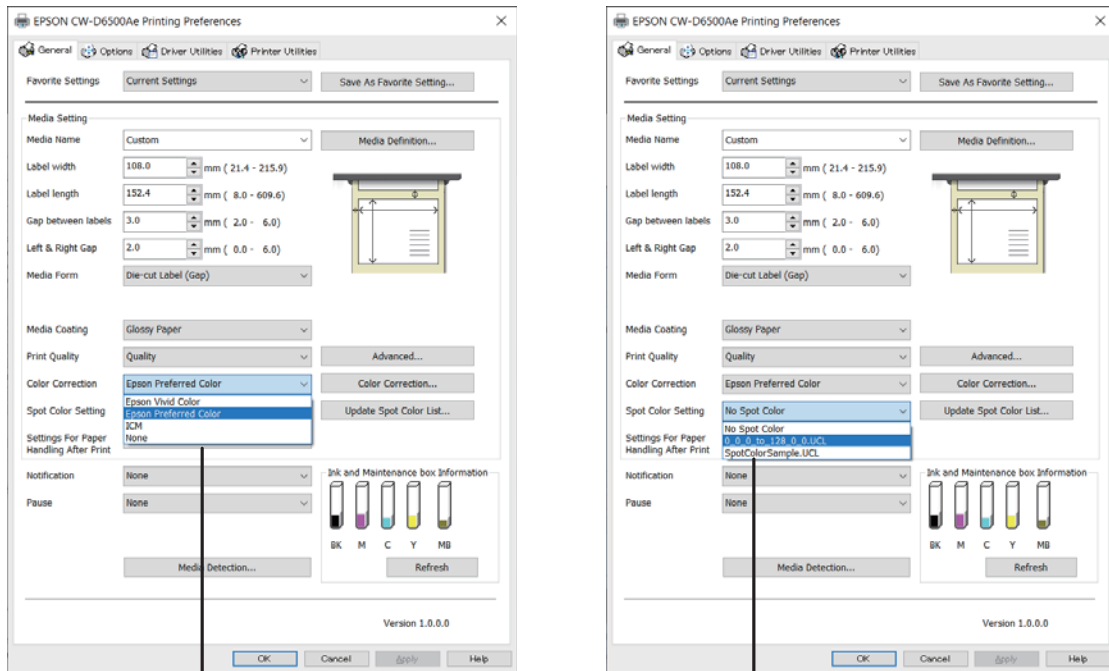 EPSON CW-D6500Ae Printing Preferences
General Options Driver Utilities Printer Utilities
Favorite Settings Current Settings Save As Favorite Setting...
Media Setting
Media Name Custom Media Definition...
Label width 108.0 mm ( 21.4 - 215.9)
Label length 152.4 mm ( 8.0 - 609.6)
Gap between labels 3.0 mm ( 2.0 - 6.0)
Left & Right Gap 2.0 mm ( 0.0 - 6.0)
Media Form Die-cut Label (Gap)
Media Coating Glossy Paper
Print Quality Quality Advanced...
Color Correction Epson Preferred Color Color Correction...
Epson Vivid Color
Spot Color Setting Epson Preferred Color Update Spot Color List...
ICM
Settings For Paper None
Handling After Print
Notification None Ink and Maintenance box Information
Pause None
BK M C Y MB
Media Detection... Refresh
Version 1.0.0.0
OK Cancel Apply Help
EPSON CW-D6500Ae Printing Preferences
General Options Driver Utilities Printer Utilities
Favorite Settings Current Settings Save As Favorite Setting...
Media Setting
Media Name Custom Media Definition...
Label width 108.0 mm ( 21.4 - 215.9)
Label length 152.4 mm ( 8.0 - 609.6)
Gap between labels 3.0 mm ( 2.0 - 6.0)
Left & Right Gap 2.0 mm ( 0.0 - 6.0)
Media Form Die-cut Label (Gap)
Media Coating Glossy Paper
Print Quality Quality Advanced...
Color Correction Epson Preferred Color Color Correction...
Spot Color Setting No Spot Color Update Spot Color List...
No Spot Color
Settings For Paper 0_0_0_to_128_0_0.UCL
Handling After Print SpotColorSample.UCL
Notification None Ink and Maintenance box Information
Pause None
BK M C Y MB
Media Detection... Refresh
Version 1.0.0.0
OK Cancel Apply Help